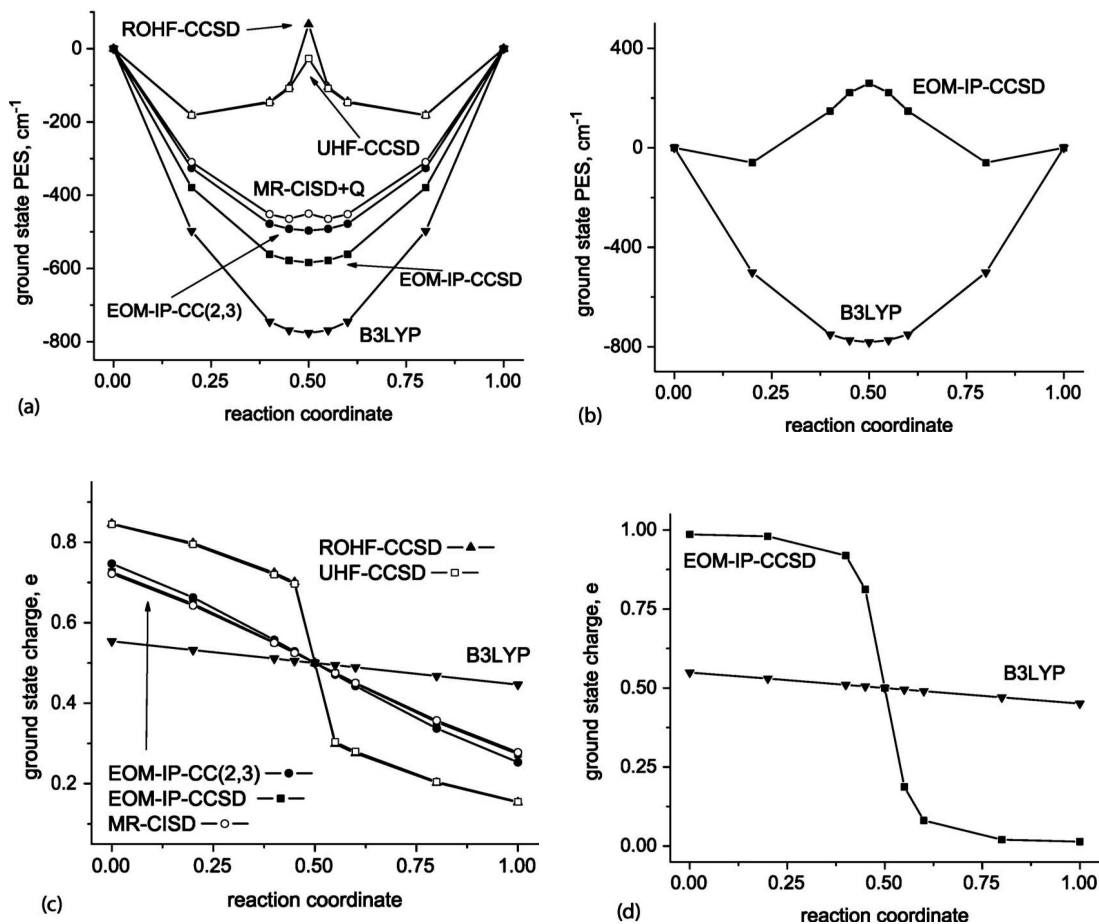 ROHF-CCSD
0
-200
-400
-600
-800
ground state PES, cm-1
UHF-CCSD
MR-CISD+Q
EOM-IP-CCSD
EOM-IP-CC(2,3)
B3LYP
0.00 0.25 0.50 0.75 1.00
reaction coordinate
(a)
400
0
-400
-800
ground state PES, cm-1
EOM-IP-CCSD
B3LYP
0.00 0.25 0.50 0.75 1.00
reaction coordinate
(b)
0.8
0.6
0.4
0.2
ground state charge, e
ROHF-CCSD
UHF-CCSD
B3LYP
EOM-IP-CC(2,3)
EOM-IP-CCSD
MR-CISD
0.00 0.25 0.50 0.75 1.00
reaction coordinate
(c)
1.00
0.75
0.50
0.25
0.00
ground state charge, e
EOM-IP-CCSD
B3LYP
0.00 0.25 0.50 0.75 1.00
reaction coordinate
(d)